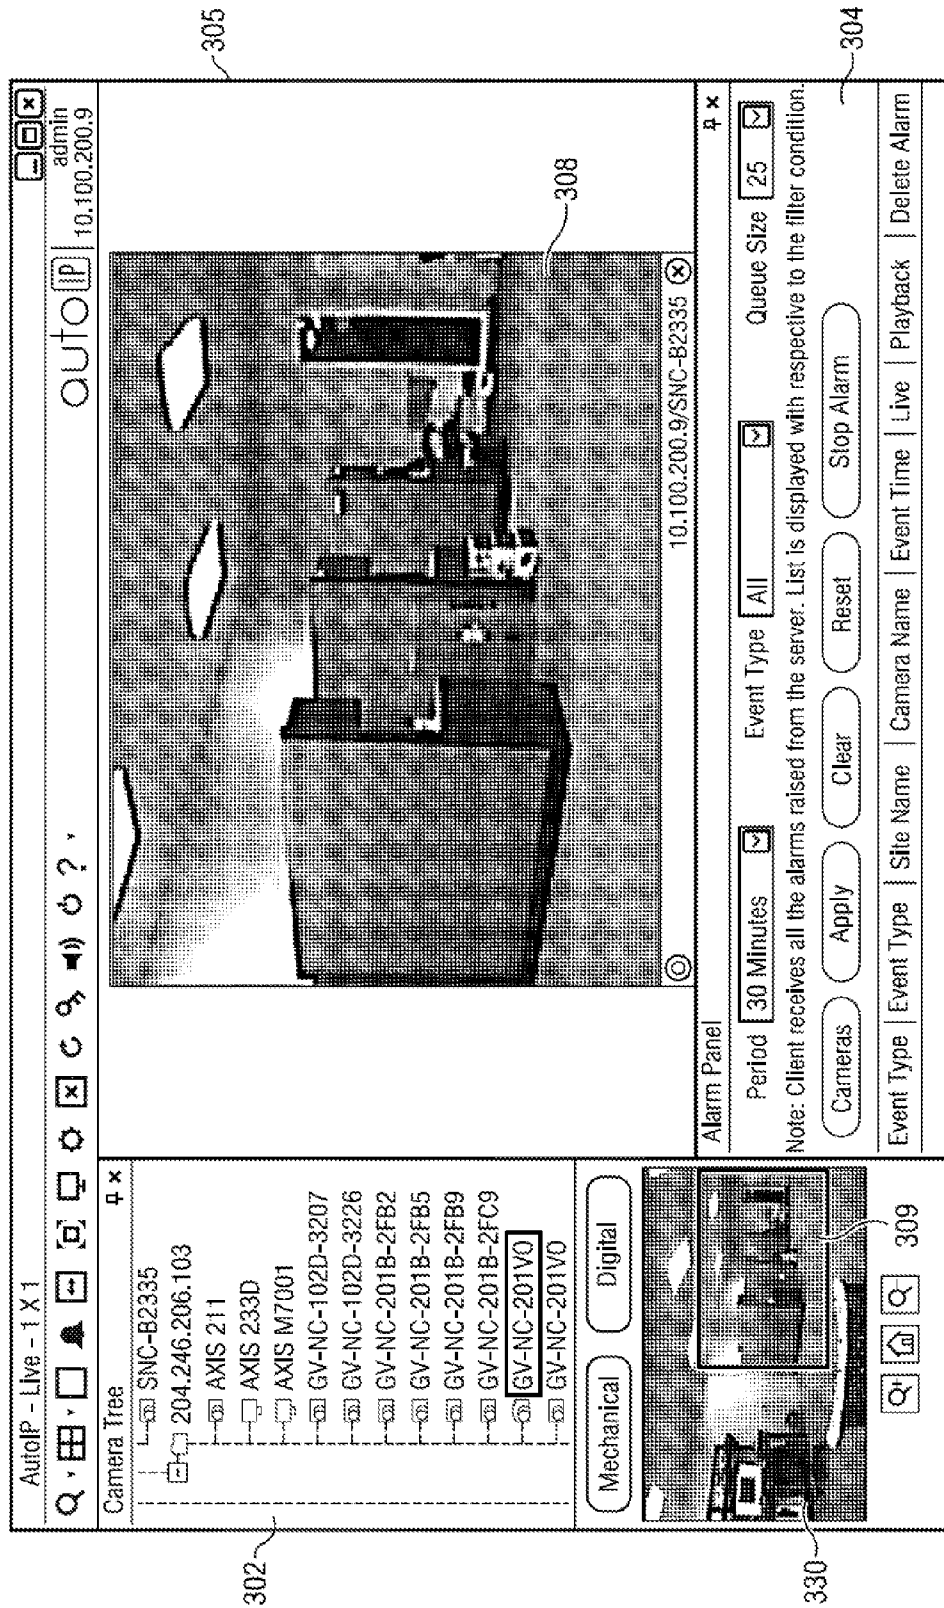 305
AutoIP - Live - 1 X 1
?
auto IP
admin
10.100.200.9
Camera Tree
302
SNC-B2335
204.246.206.103
AXIS 211
AXIS 233D
AXIS M7001
GV-NC-102D-3207
GV-NC-102D-3226
GV-NC-201B-2FB2
GV-NC-201B-2FB5
GV-NC-201B-2FB9
GV-NC-201B-2FC9
GV-NC-201VO
GV-NC-201VO
308
10.100.200.9/SNC-B2335
Mechanical
Digital
330
309
Alarm Panel
Period 30 Minutes Event Type All Queue Size 25
Note: Client receives all the alarms raised from the server. List is displayed with respective to the filter condition.
Cameras Apply Clear Reset Stop Alarm
304
Event Type Event Type Site Name Camera Name Event Time Live Playback Delete Alarm